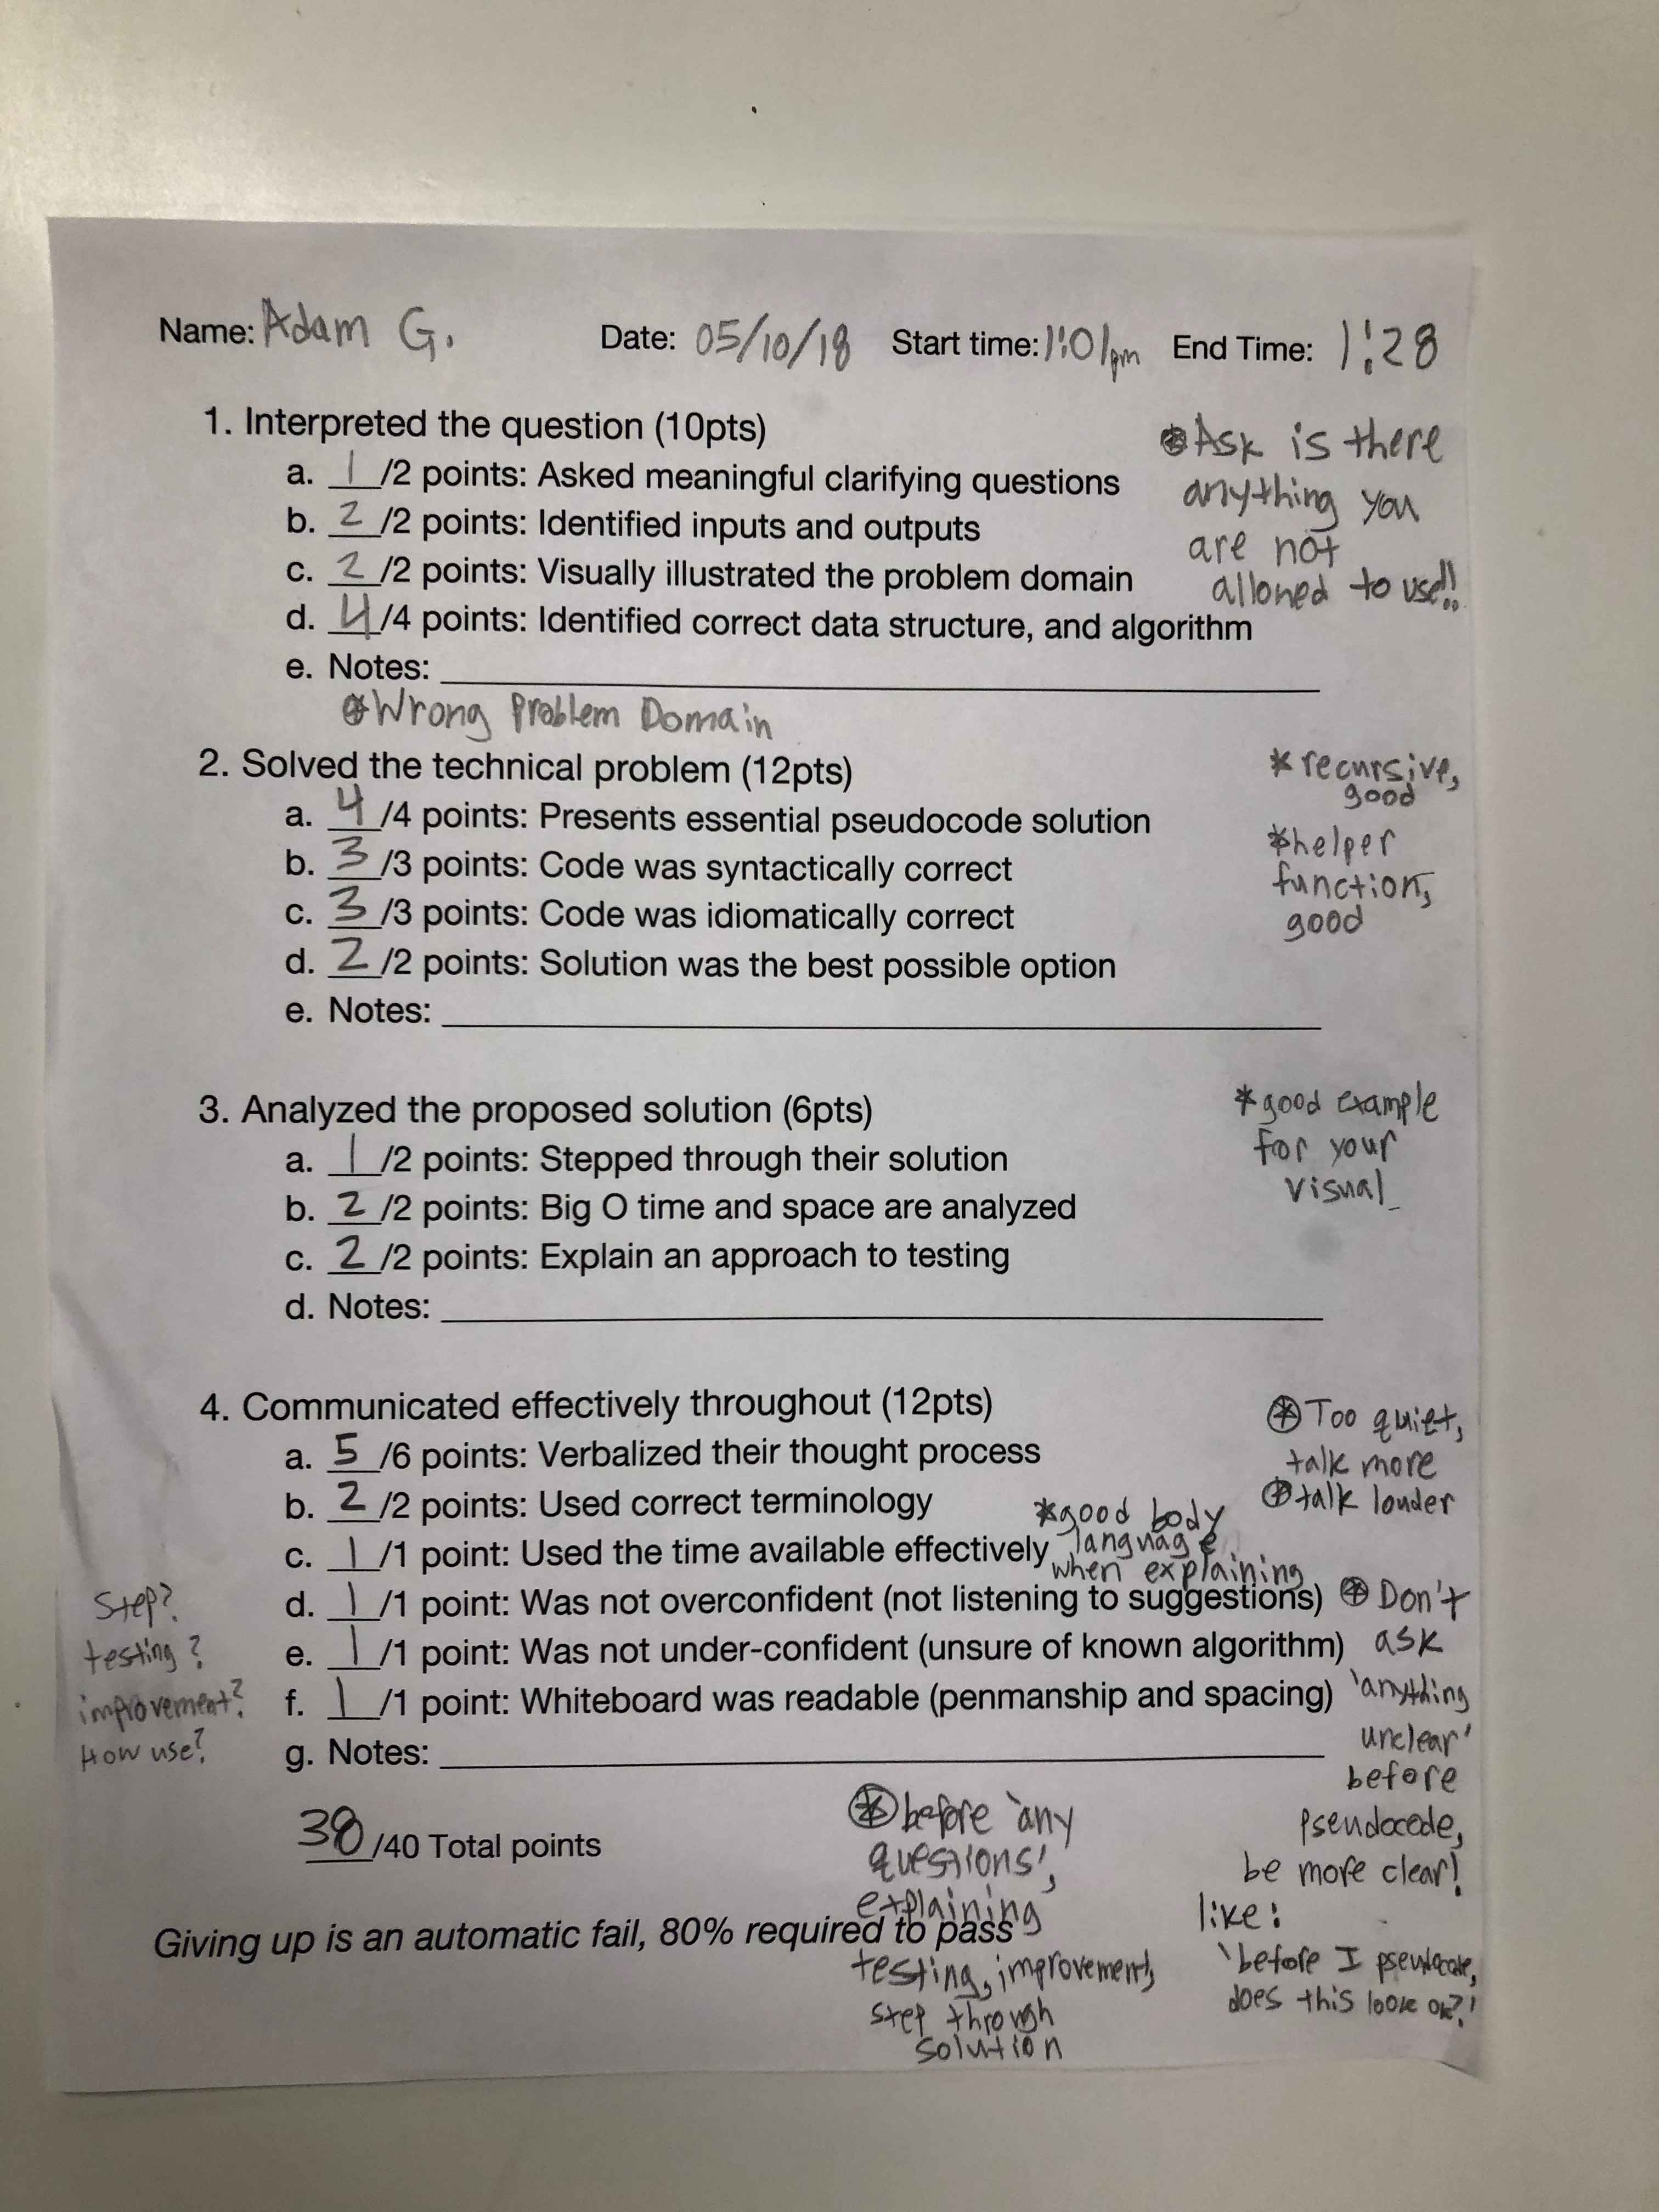 Name: Adam G. Date: 05/10/18 Start time: 1:01pm End Time: 1:28
1. Interpreted the question (10pts)
a. 1/2 points: Asked meaningful clarifying questions
b. 2/2 points: Identified inputs and outputs
c. 2/2 points: Visually illustrated the problem domain
d. 4/4 points: Identified correct data structure, and algorithm
e. Notes:
* Ask is there
anything you
are not
allowed to use!!
* Wrong Problem Domain
2. Solved the technical problem (12pts)
a. 4/4 points: Presents essential pseudocode solution
b. 3/3 points: Code was syntactically correct
c. 3/3 points: Code was idiomatically correct
d. 2/2 points: Solution was the best possible option
e. Notes:
* recursive,
good
* helper
function,
good
3. Analyzed the proposed solution (6pts)
a. 1/2 points: Stepped through their solution
b. 2/2 points: Big O time and space are analyzed
c. 2/2 points: Explain an approach to testing
d. Notes:
* good example
for your
visual
4. Communicated effectively throughout (12pts)
a. 5/6 points: Verbalized their thought process
b. 2/2 points: Used correct terminology
c. 1/1 point: Used the time available effectively
d. 1/1 point: Was not overconfident (not listening to suggestions)
e. 1/1 point: Was not under-confident (unsure of known algorithm)
f. 1/1 point: Whiteboard was readable (penmanship and spacing)
g. Notes:
* Too quiet,
talk more
* talk louder
* good body
language
when explaining
* Don't
ask
'anything
unclear'
before
pseudocode,
be more clear!
like:
'before I pseudocode,
does this look ok?!'
Step?
testing?
improvement?
How use?
38/40 Total points
* before 'any
questions',
explaining
testing, improvement,
step through
solution
Giving up is an automatic fail, 80% required to pass